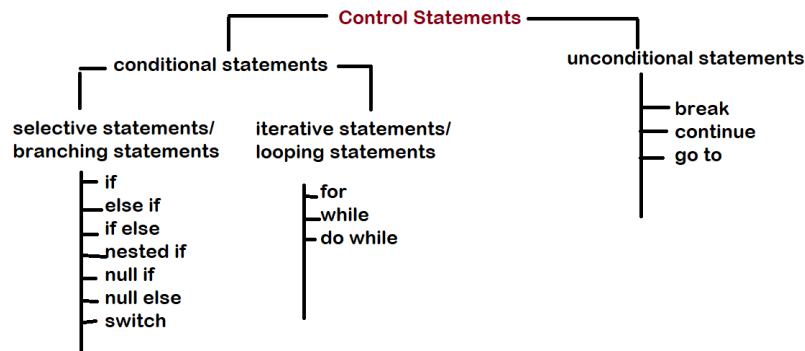 Control Statements
conditional statements
unconditional statements
selective statements/
branching statements
if
else if
if else
nested if
null if
null else
switch
iterative statements/
looping statements
for
while
do while
break
continue
go to